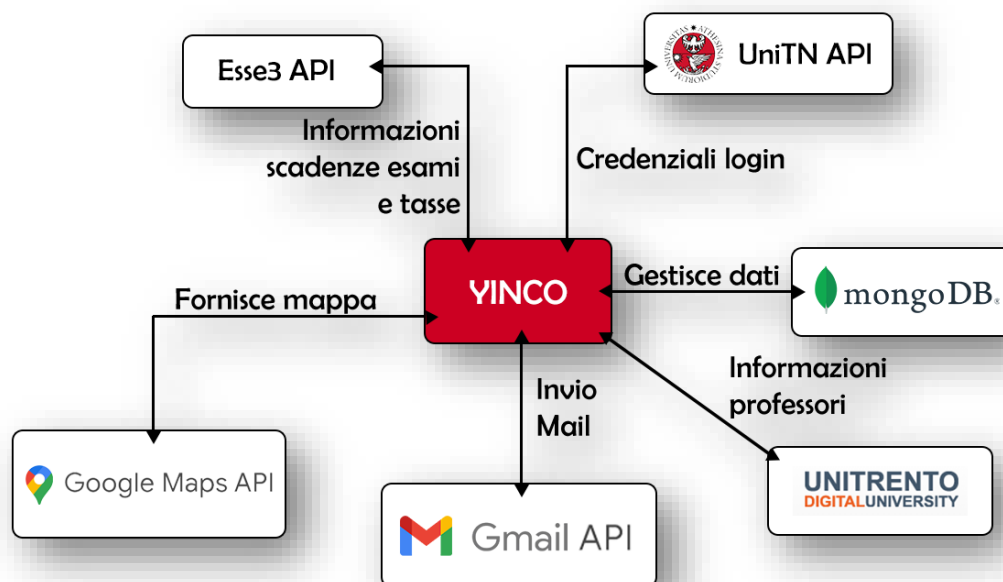 Esse3 API
UniTN API
Informazioni
scadenze esami
e tasse
Credenziali login
YINCO
Gestisce dati
mongoDB®
Fornisce mappa
Informazioni
professori
Invio
Mail
Google Maps API
Gmail API
UNITRENTO
DIGITALUNIVERSITY